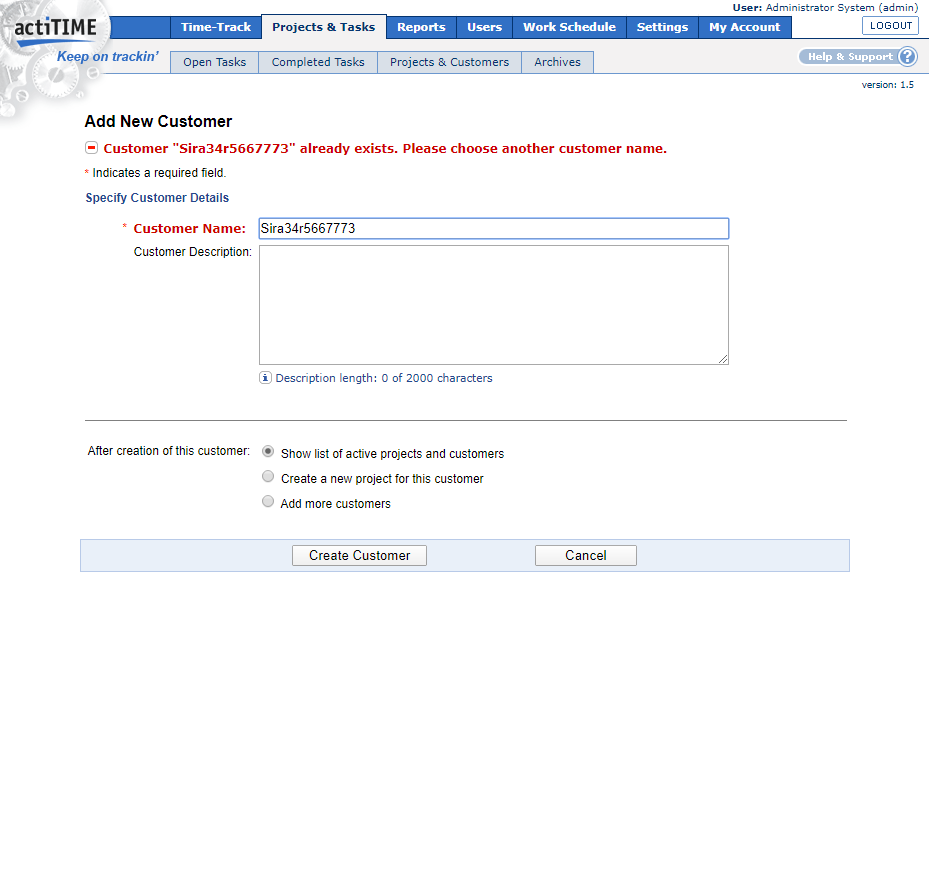 User: Administrator System (admin)
actiTIME
Time-Track Projects & Tasks Reports Users Work Schedule Settings My Account LOGOUT
Keep on trackin'
Open Tasks Completed Tasks Projects & Customers Archives Help & Support ?
version: 1.5
Add New Customer
Customer "Sira34r5667773" already exists. Please choose another customer name.
* Indicates a required field.
Specify Customer Details
* Customer Name: Sira34r5667773
Customer Description:
i Description length: 0 of 2000 characters
After creation of this customer: Show list of active projects and customers
Create a new project for this customer
Add more customers
Create Customer Cancel